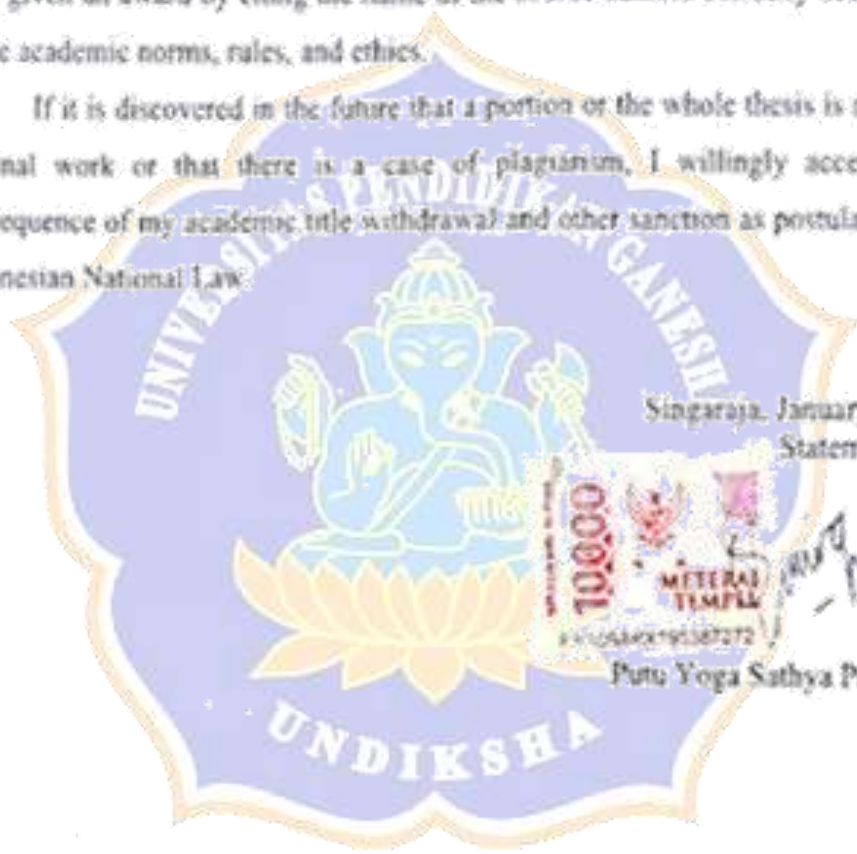 given an award by citing the name of the
c academic norms, rules, and ethics.
If it is discovered in the future that a portion or the whole thesis is
nal work or that there is a case of plagiarism, I willingly acce
equence of my academic title withdrawal and other sanction as postula
nesian National Law
UNIVERSITAS PENDIDIKAN GANESH
Singaraja, Januar
Statem
10000
METERAI
TEMPEL
Putu Yoga Sathya P
UNDIKSHA